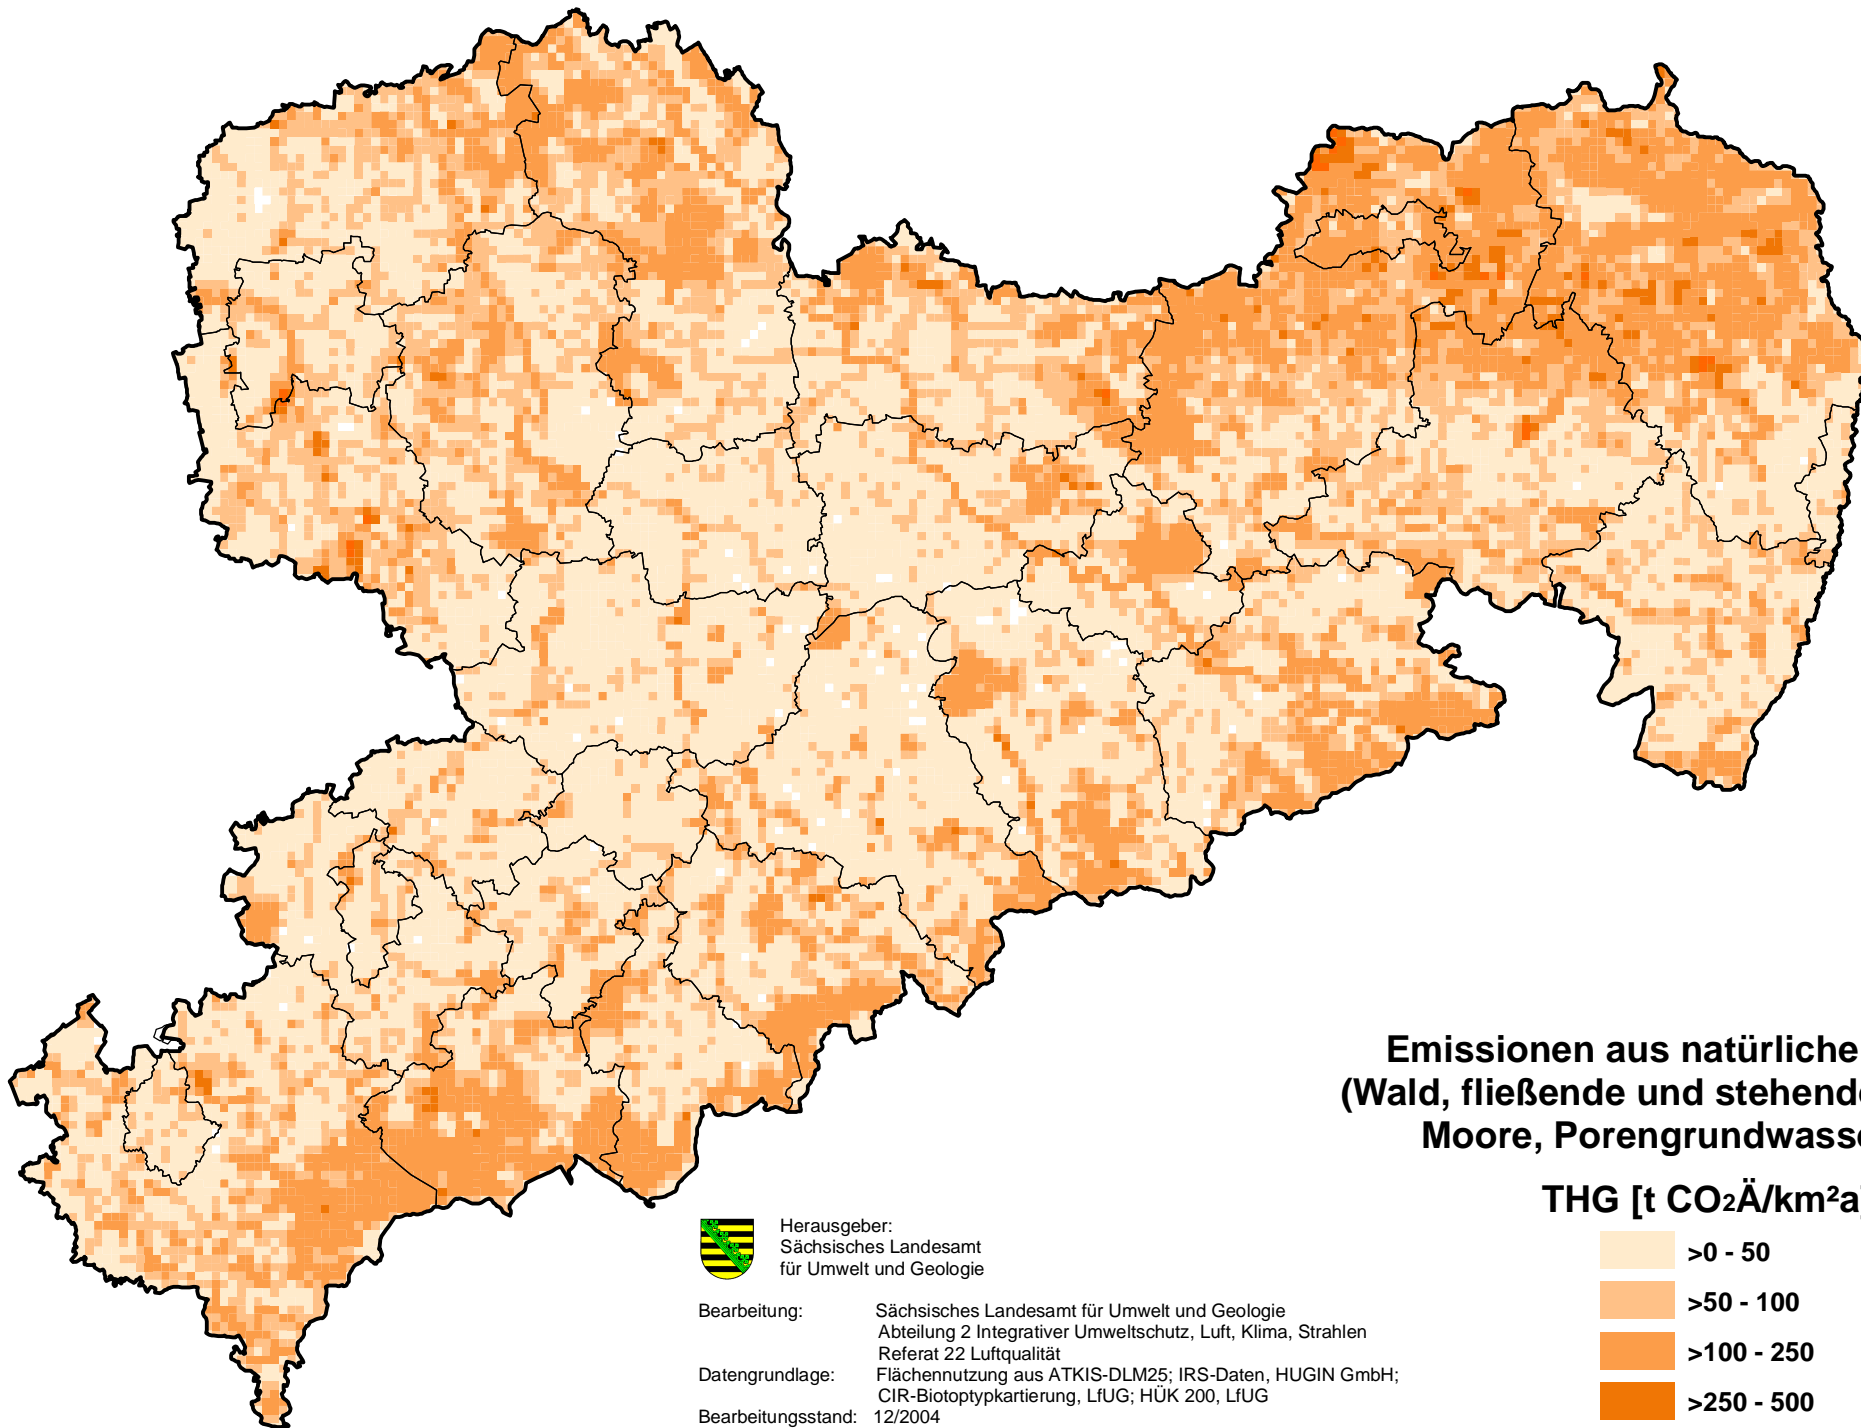 Emissionen aus natürliche
(Wald, fließende und stehend
Moore, Porengrundwass
THG [t CO₂Ä/km²a]
>0 - 50
>50 - 100
>100 - 250
>250 - 500
Herausgeber:
Sächsisches Landesamt
für Umwelt und Geologie
Bearbeitung: Sächsisches Landesamt für Umwelt und Geologie
Abteilung 2 Integrativer Umweltschutz, Luft, Klima, Strahlen
Referat 22 Luftqualität
Datengrundlage: Flächennutzung aus ATKIS-DLM25; IRS-Daten, HUGIN GmbH;
CIR-Biotoptypkartierung, LfUG; HÜK 200, LfUG
Bearbeitungsstand: 12/2004